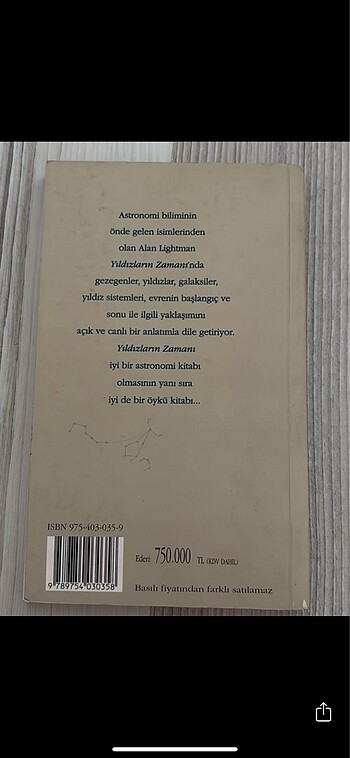 Astronomi biliminin
önde gelen isimlerinden
olan Alan Lightman
Yıldızların Zamanı'nda
gezegenler, yıldızlar, galaksiler,
yıldız sistemleri, evrenin başlangıç ve
sonu ile ilgili yaklaşımını
açık ve canlı bir anlatımla dile getiriyor.
Yıldızların Zamanı
iyi bir astronomi kitabı
olmasının yanı sıra
iyi de bir öykü kitabı...
ISBN 975-403-035-9
Ederi: 750.000 TL (KDV DAHİL)
9 789754 030358
Basılı fiyatından farklı satılamaz